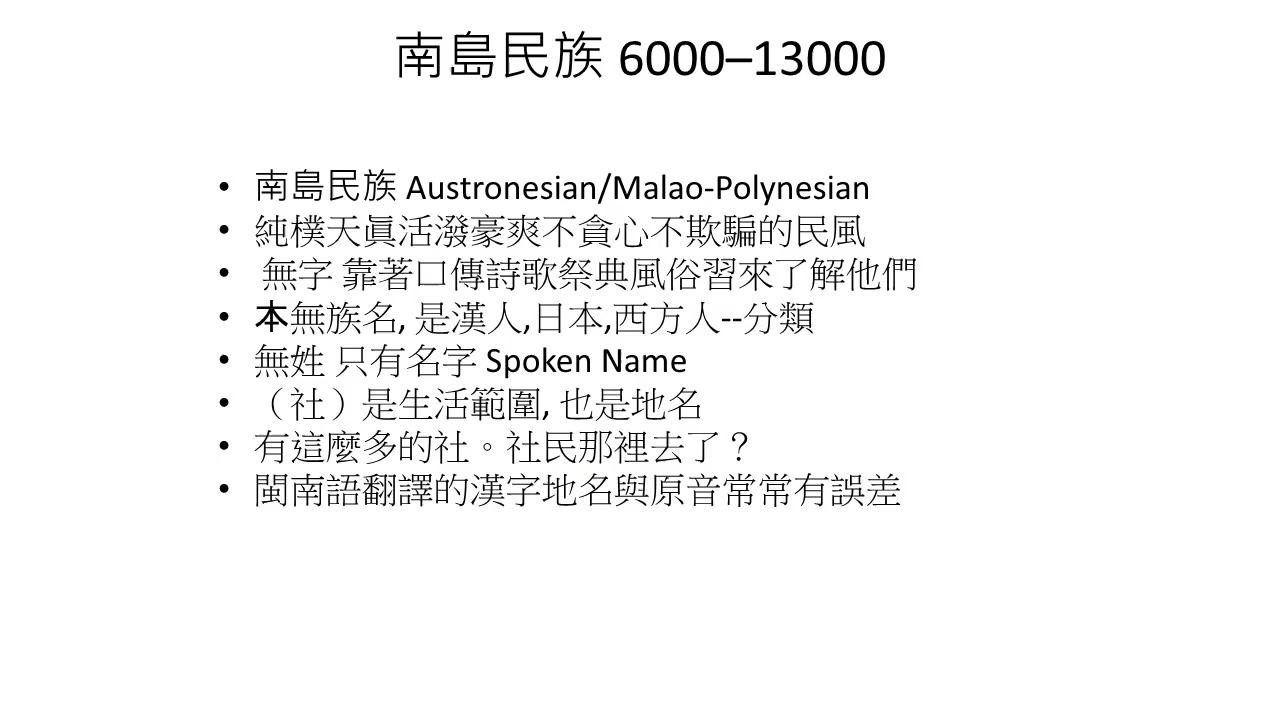 南島民族 6000–13000
• 南島民族 Austronesian/Malao-Polynesian
• 純樸天眞活潑豪爽不貪心不欺騙的民風
• 無字 靠著口傳詩歌祭典風俗習來了解他們
• 本無族名, 是漢人,日本,西方人--分類
• 無姓 只有名字 Spoken Name
• （社）是生活範圍, 也是地名
• 有這麼多的社。社民那裡去了？
• 閩南語翻譯的漢字地名與原音常常有誤差